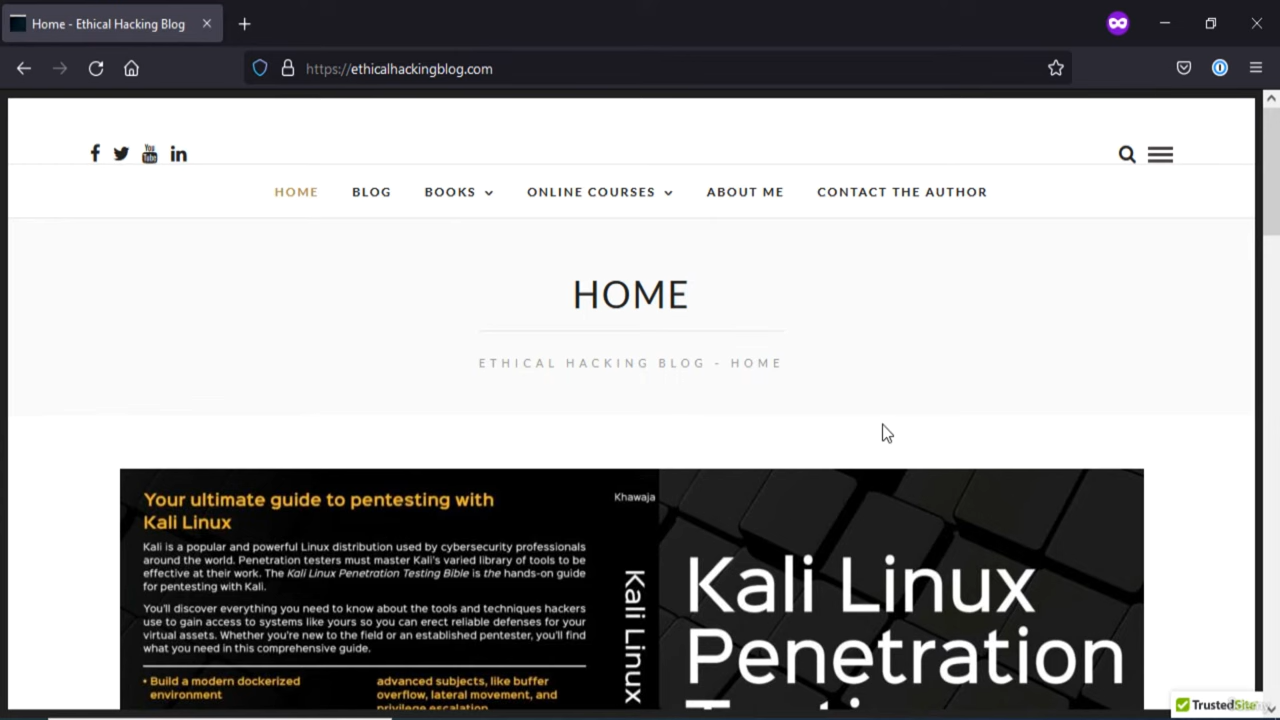 Home - Ethical Hacking Blog
https://ethicalhackingblog.com
You
Tube
HOME BLOG BOOKS ONLINE COURSES ABOUT ME CONTACT THE AUTHOR
HOME
ETHICAL HACKING BLOG - HOME
Your ultimate guide to pentesting with
Kali Linux
Kali is a popular and powerful Linux distribution used by cybersecurity professionals
around the world. Penetration testers must master Kali's varied library of tools to be
effective at their work. The Kali Linux Penetration Testing Bible is the hands-on guide
for pentesting with Kali.
You'll discover everything you need to know about the tools and techniques hackers
use to gain access to systems like yours so you can erect reliable defenses for your
virtual assets. Whether you're new to the field or an established pentester, you'll find
what you need in this comprehensive guide.
• Build a modern dockerized
environment
advanced subjects, like buffer
overflow, lateral movement, and
privilege escalation
Khawaja
Kali Linux
Kali Linux
Penetration
TrustedSite